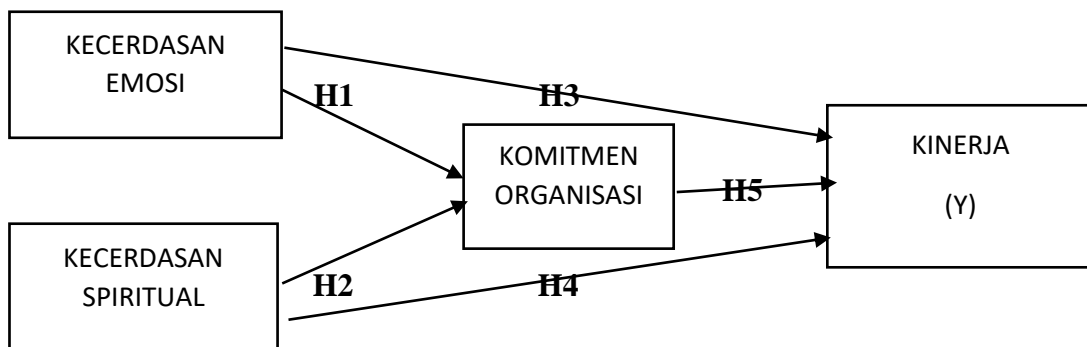 KECERDASAN
EMOSI
H1
H3
KOMITMEN
ORGANISASI
H5
KINERJA
(Y)
KECERDASAN
SPIRITUAL
H2
H4